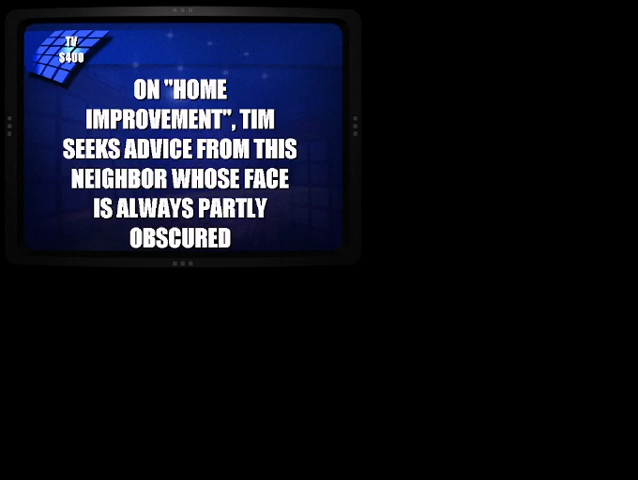 TV
$400
ON "HOME
IMPROVEMENT", TIM
SEEKS ADVICE FROM THIS
NEIGHBOR WHOSE FACE
IS ALWAYS PARTLY
OBSCURED